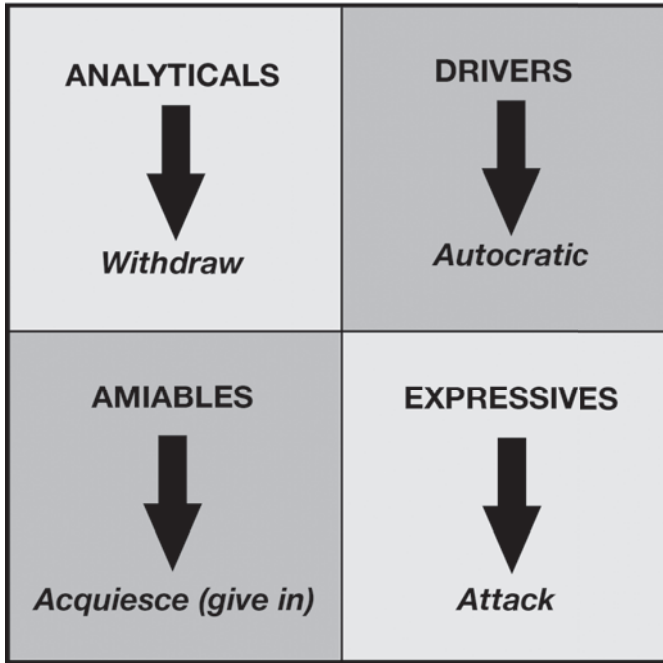 ANALYTICALS
Withdraw
DRIVERS
Autocratic
AMIABLES
Acquiesce (give in)
EXPRESSIVES
Attack